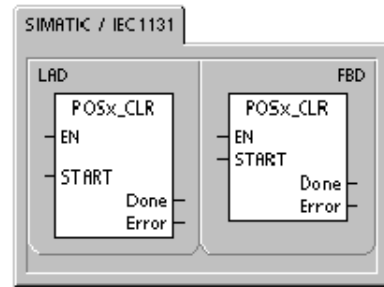 SIMATIC / IEC 1131
LAD
FBD
POSx_CLR
EN
START
Done
Error
POSx_CLR
EN
START
Done
Error